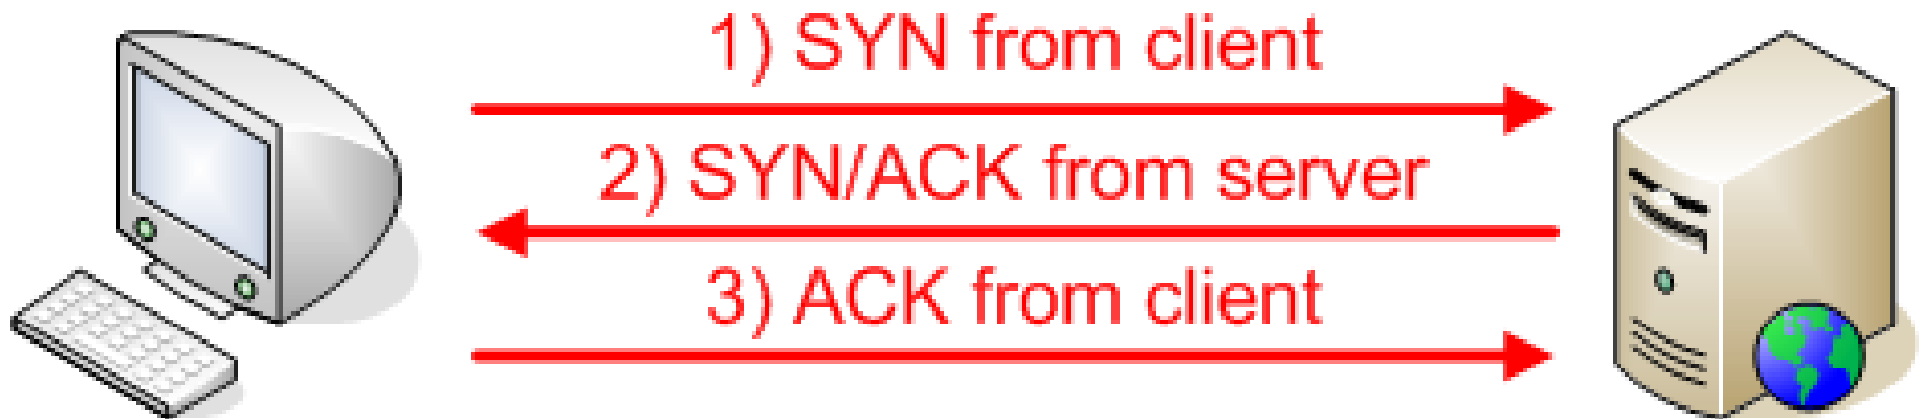 1) SYN from client
2) SYN/ACK from server
3) ACK from client